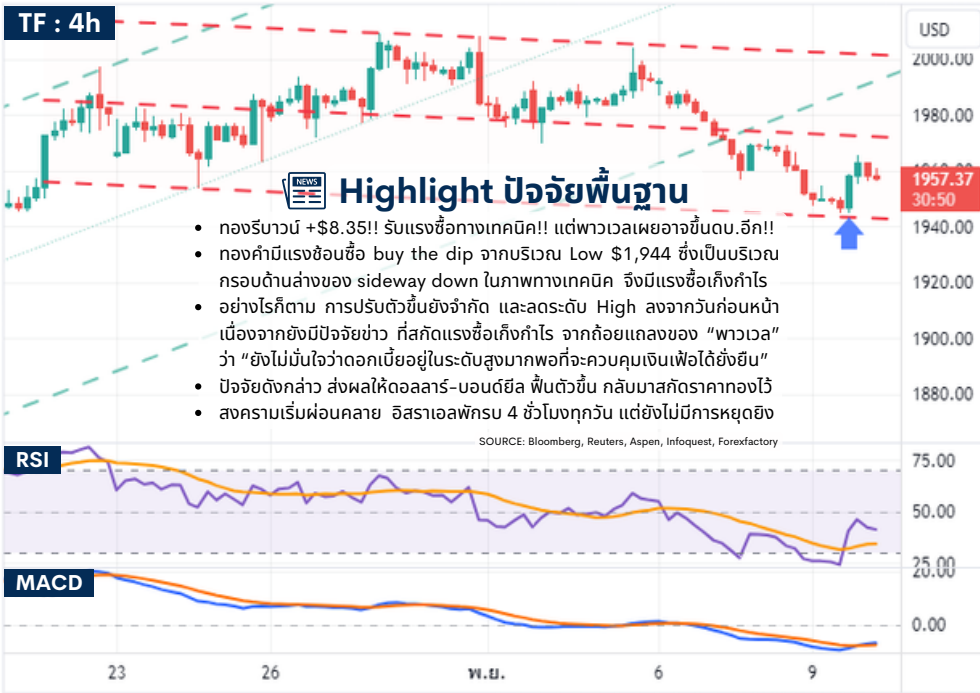 TF : 4h
USD
2000.00
1980.00
1960.00
1957.37
30:50
1940.00
1920.00
1900.00
1880.00
NEWS
Highlight ปัจจัยพื้นฐาน
• ทองรีบาวน์ +$8.35!! รับแรงซื้อทางเทคนิค!! แต่พาวเวลเผยอาจขึ้นดบ.อีก!!
• ทองคำมีแรงช้อนซื้อ buy the dip จากบริเวณ Low $1,944 ซึ่งเป็นบริเวณ
กรอบด้านล่างของ sideway down ในภาพทางเทคนิค จึงมีแรงซื้อเก็งกำไร
• อย่างไรก็ตาม การปรับตัวขึ้นยังจำกัด และลดระดับ High ลงจากวันก่อนหน้า
เนื่องจากยังมีปัจจัยข่าว ที่สกัดแรงซื้อเก็งกำไร จากถ้อยแถลงของ “พาวเวล”
ว่า “ยังไม่มั่นใจว่าดอกเบี้ยอยู่ในระดับสูงมากพอที่จะควบคุมเงินเฟ้อได้ยั่งยืน”
• ปัจจัยดังกล่าว ส่งผลให้ดอลลาร์-บอนด์ยีล ฟื้นตัวขึ้น กลับมาสกัดราคาทองไว้
• สงครามเริ่มผ่อนคลาย อิสราเอลพักรบ 4 ชั่วโมงทุกวัน แต่ยังไม่มีการหยุดยิง
SOURCE: Bloomberg, Reuters, Aspen, Infoquest, Forexfactory
RSI
75.00
50.00
25.00
MACD
20.00
0.00
23
26
พ.ย.
6
9